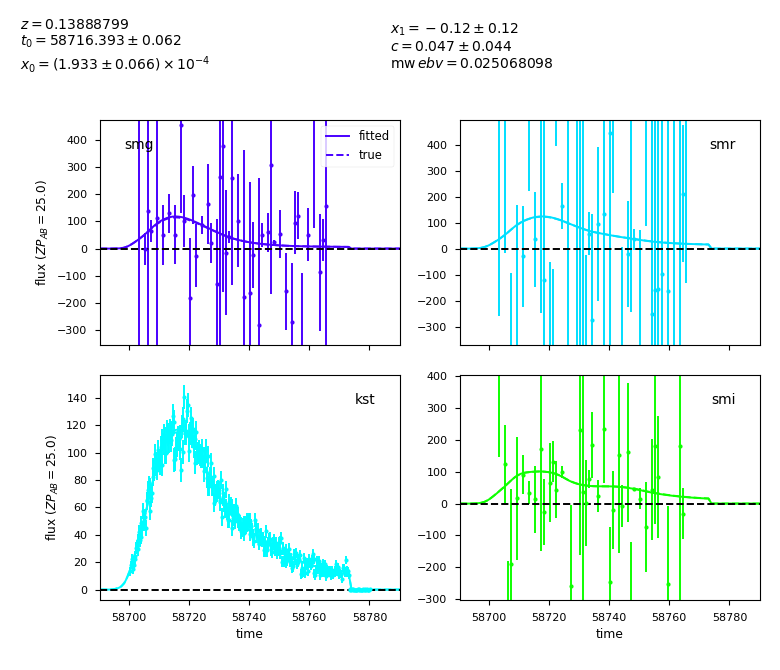 z = 0.13888799
t₀ = 58716.393 ± 0.062
x₀ = (1.933 ± 0.066) × 10⁻⁴
x₁ = −0.12 ± 0.12
c = 0.047 ± 0.044
mw ebv = 0.025068098
smg
fitted
true
400
300
200
100
0
−100
−200
−300
flux (ZP_AB = 25.0)
smr
400
300
200
100
0
−100
−200
−300
kst
140
120
100
80
60
40
20
0
flux (ZP_AB = 25.0)
58700 58720 58740 58760 58780
time
smi
400
300
200
100
0
−100
−200
−300
58700 58720 58740 58760 58780
time